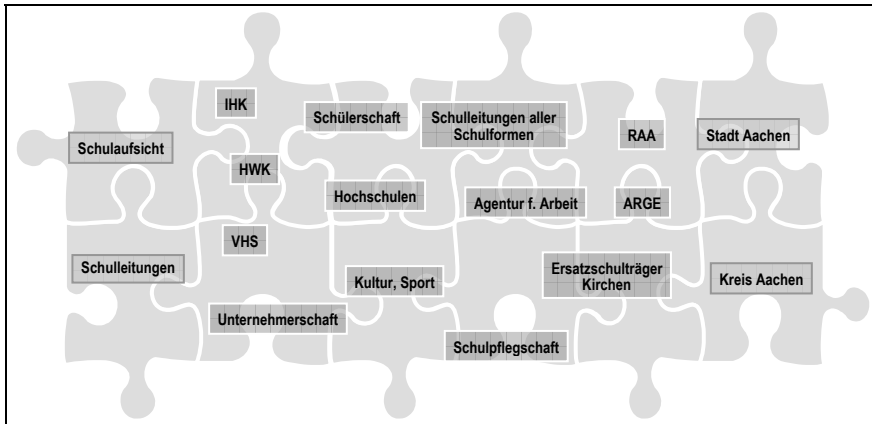 IHK
Schülerschaft
Schulleitungen aller
Schulformen
RAA
Stadt Aachen
Schulaufsicht
HWK
Hochschulen
Agentur f. Arbeit
ARGE
VHS
Schulleitungen
Kultur, Sport
Ersatzschulträger
Kirchen
Kreis Aachen
Unternehmerschaft
Schulpflegschaft